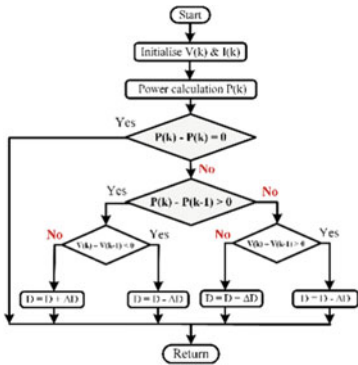 Start
Initialise V(k) & I(k)
Power calculation P(k)
Yes
P(k) - P(k) = 0
No
Yes
No
P(k) - P(k-1) > 0
No
V(k) - V(k-1) < 0
Yes
No
V(k) - V(k-1) > 0
Yes
D = D + ΔD
D = D - ΔD
D = D - ΔD
D = D - ΔD
Return